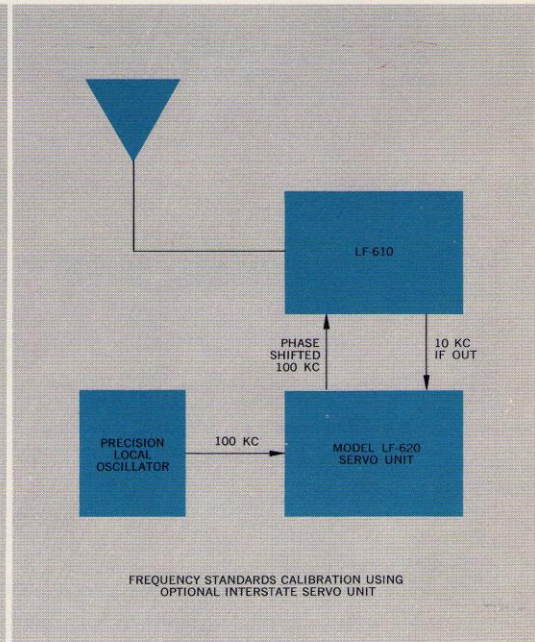 LF-610
PHASE
SHIFTED
100 KC
10 KC
IF OUT
PRECISION
LOCAL
OSCILLATOR
100 KC
MODEL LF-620
SERVO UNIT
FREQUENCY STANDARDS CALIBRATION USING
OPTIONAL INTERSTATE SERVO UNIT